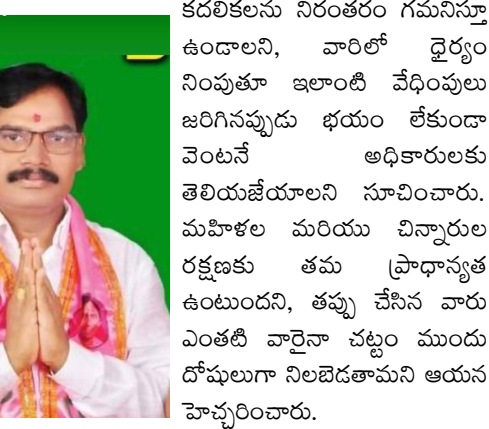 కదలికలను నిరంతరం గమనిస్తూ
ఉండాలని, వారిలో ధైర్యం
నింపుతూ ఇలాంటి వేధింపులు
జరిగినప్పుడు భయం లేకుండా
వెంటనే అధికారులకు
తెలియజేయాలని సూచించారు.
మహిళల మరియు చిన్నారుల
రక్షణకు తమ ప్రాధాన్యత
ఉంటుందని, తప్పు చేసిన వారు
ఎంతటి వారైనా చట్టం ముందు
దోషులుగా నిలబెడతామని ఆయన
హెచ్చరించారు.